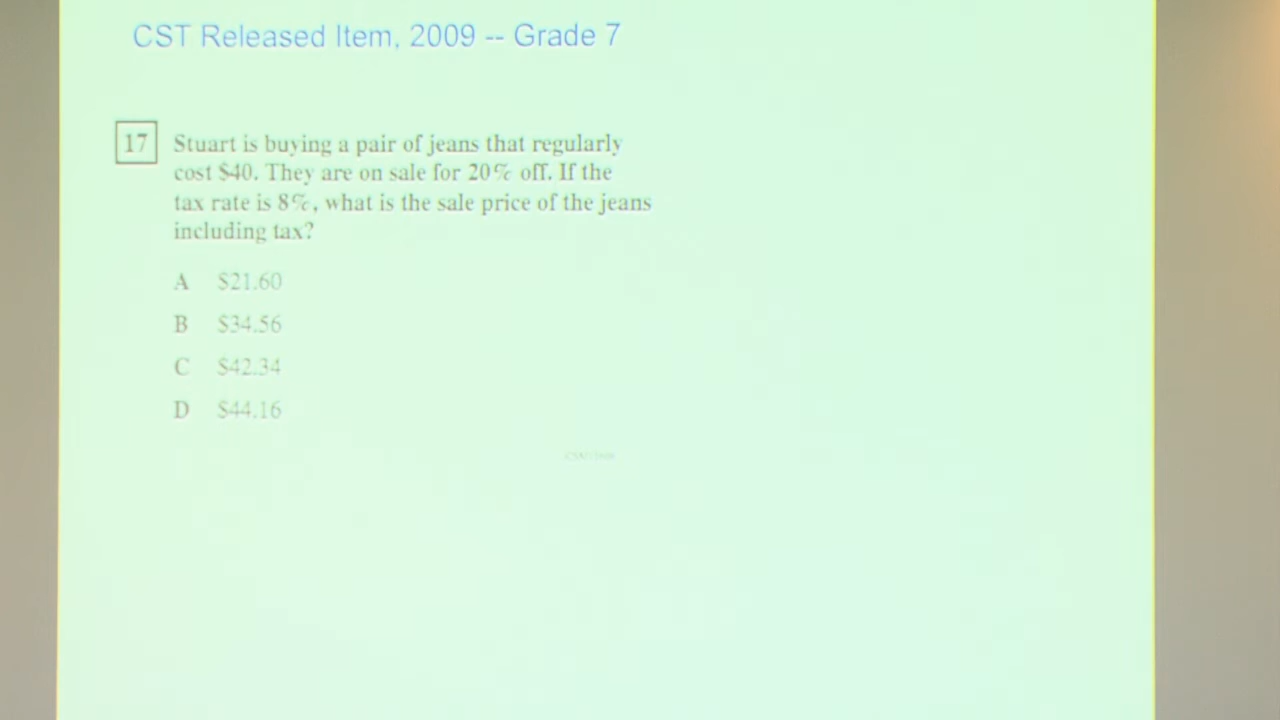 CST Released Item, 2009 -- Grade 7
17 Stuart is buying a pair of jeans that regularly
cost $40. They are on sale for 20% off. If the
tax rate is 8%, what is the sale price of the jeans
including tax?
A $21.60
B $34.56
C $42.34
D $44.16